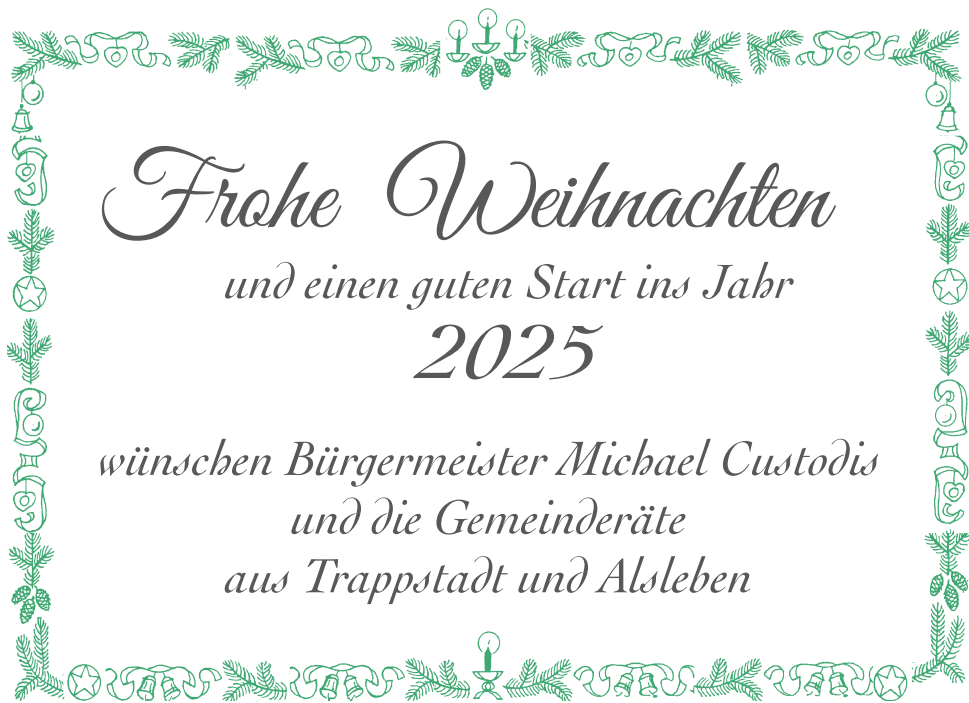 Frohe Weihnachten
und einen guten Start ins Jahr
2025
wünschen Bürgermeister Michael Custodis
und die Gemeinderäte
aus Trappstadt und Alsleben